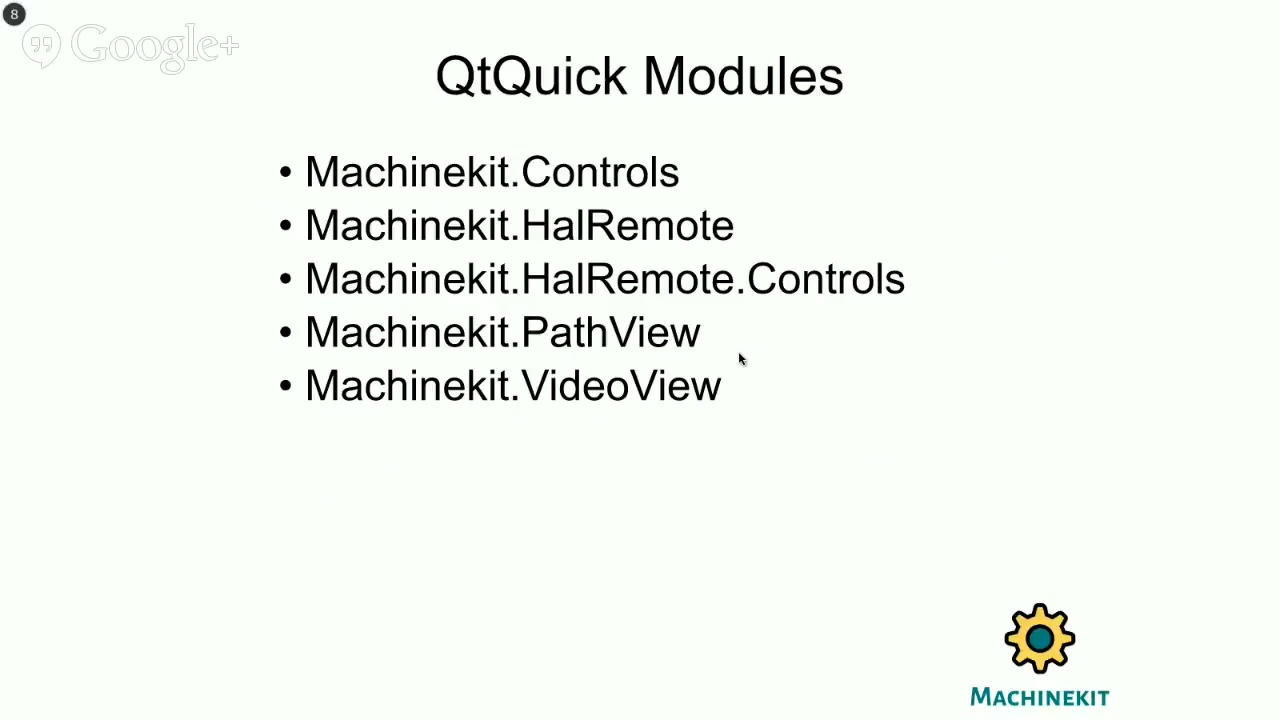 8
Google+
QtQuick Modules
• Machinekit.Controls
• Machinekit.HalRemote
• Machinekit.HalRemote.Controls
• Machinekit.PathView
• Machinekit.VideoView
MACHINEKIT